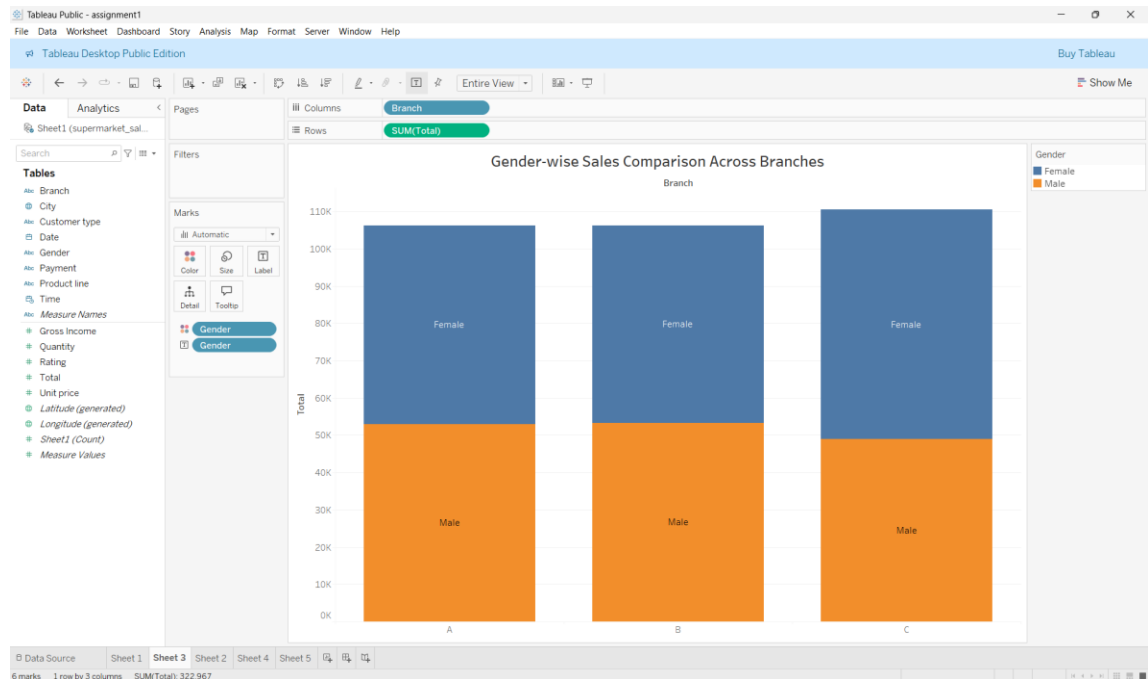 Tableau Public - assignment1
File Data Worksheet Dashboard Story Analysis Map Format Server Window Help
Tableau Desktop Public Edition Buy Tableau
Entire View Show Me
Data Analytics
Sheet1 (supermarket_sal...
Search
Tables
Abc Branch
City
Abc Customer type
Date
Abc Gender
Abc Payment
Abc Product line
Time
Abc Measure Names
# Gross Income
# Quantity
# Rating
# Total
# Unit price
Latitude (generated)
Longitude (generated)
# Sheet1 (Count)
# Measure Values
Pages
Filters
Marks
Automatic
Color Size Label
Detail Tooltip
Gender
Gender
Columns Branch
Rows SUM(Total)
Gender-wise Sales Comparison Across Branches
Branch
110K
100K
90K
80K
70K
60K
50K
40K
30K
20K
10K
0K
Total
Female Female Female
Male Male Male
A B C
Gender
Female
Male
Data Source Sheet 1 Sheet 3 Sheet 2 Sheet 4 Sheet 5
6 marks 1 row by 3 columns SUM(Total): 322,967